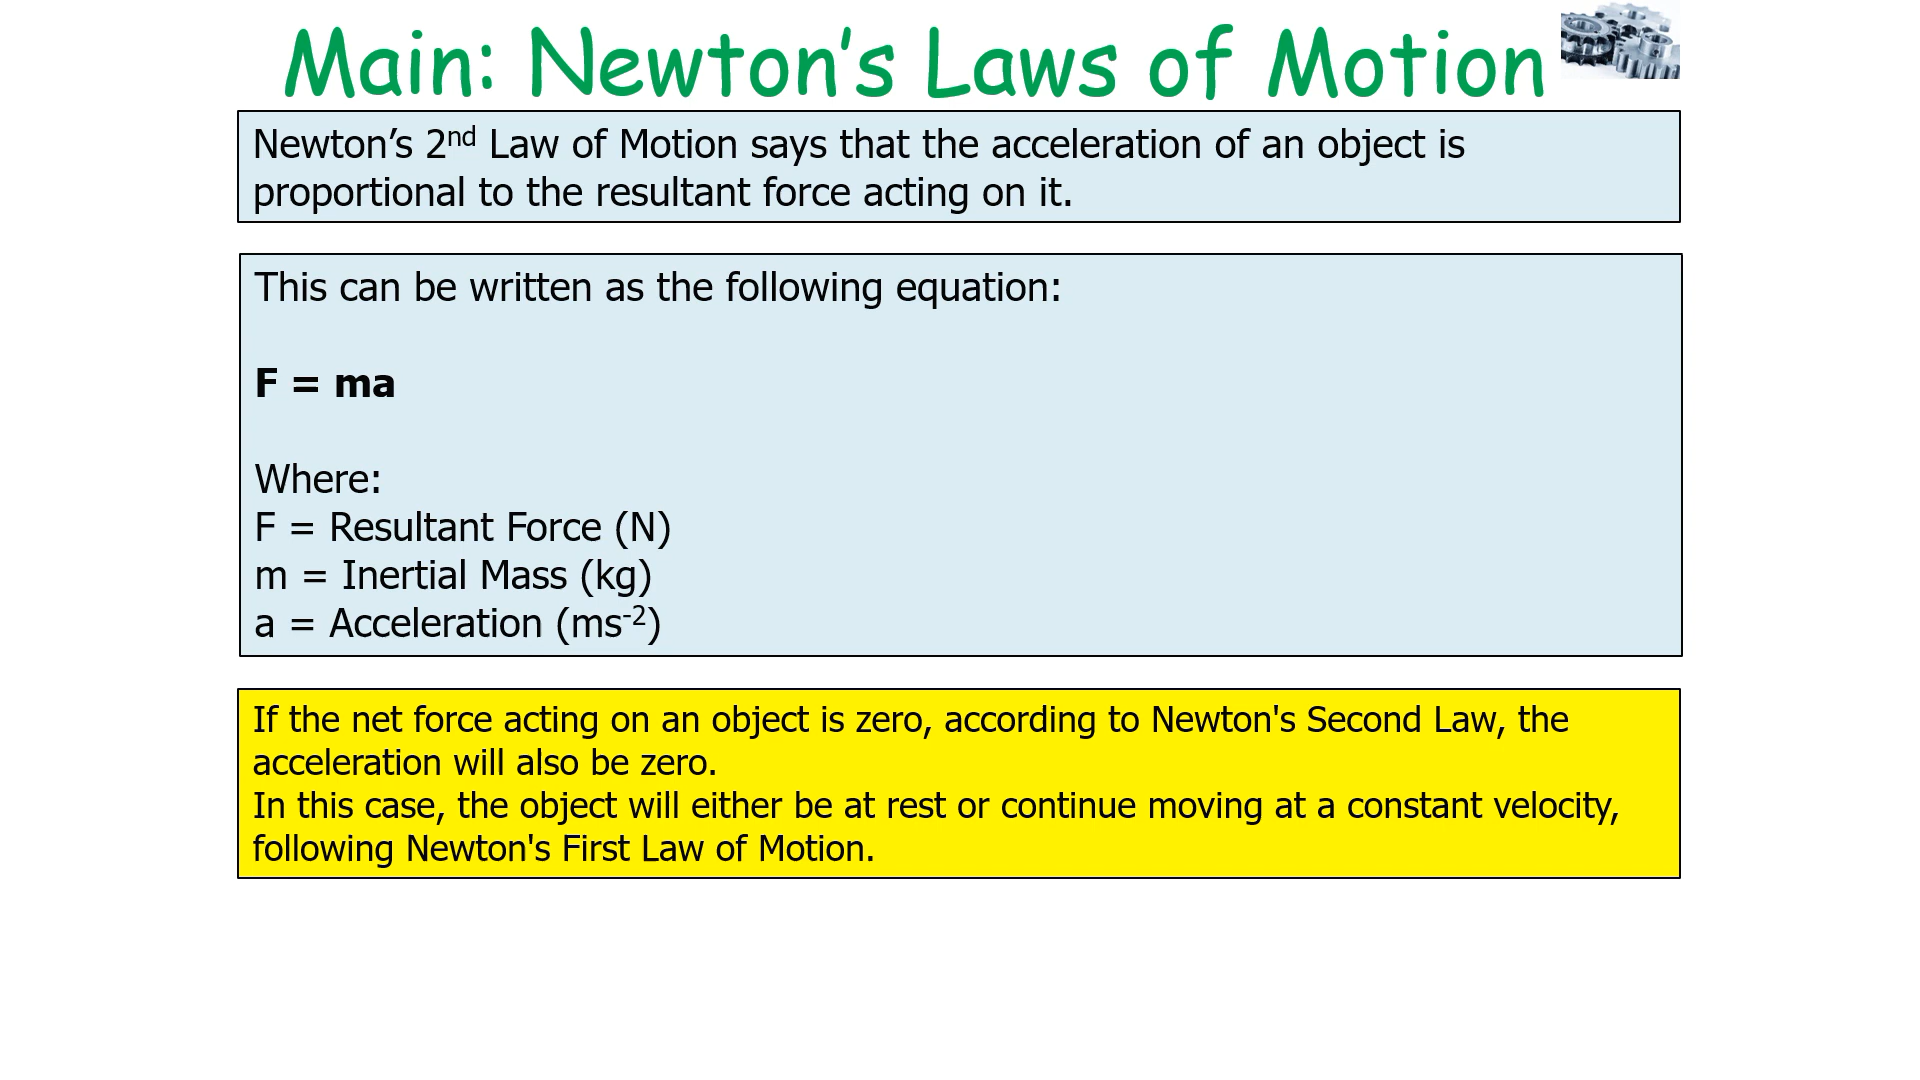 Main: Newton’s Laws of Motion
Newton’s 2nd Law of Motion says that the acceleration of an object is
proportional to the resultant force acting on it.
This can be written as the following equation:
F = ma
Where:
F = Resultant Force (N)
m = Inertial Mass (kg)
a = Acceleration (ms-2)
If the net force acting on an object is zero, according to Newton's Second Law, the
acceleration will also be zero.
In this case, the object will either be at rest or continue moving at a constant velocity,
following Newton's First Law of Motion.